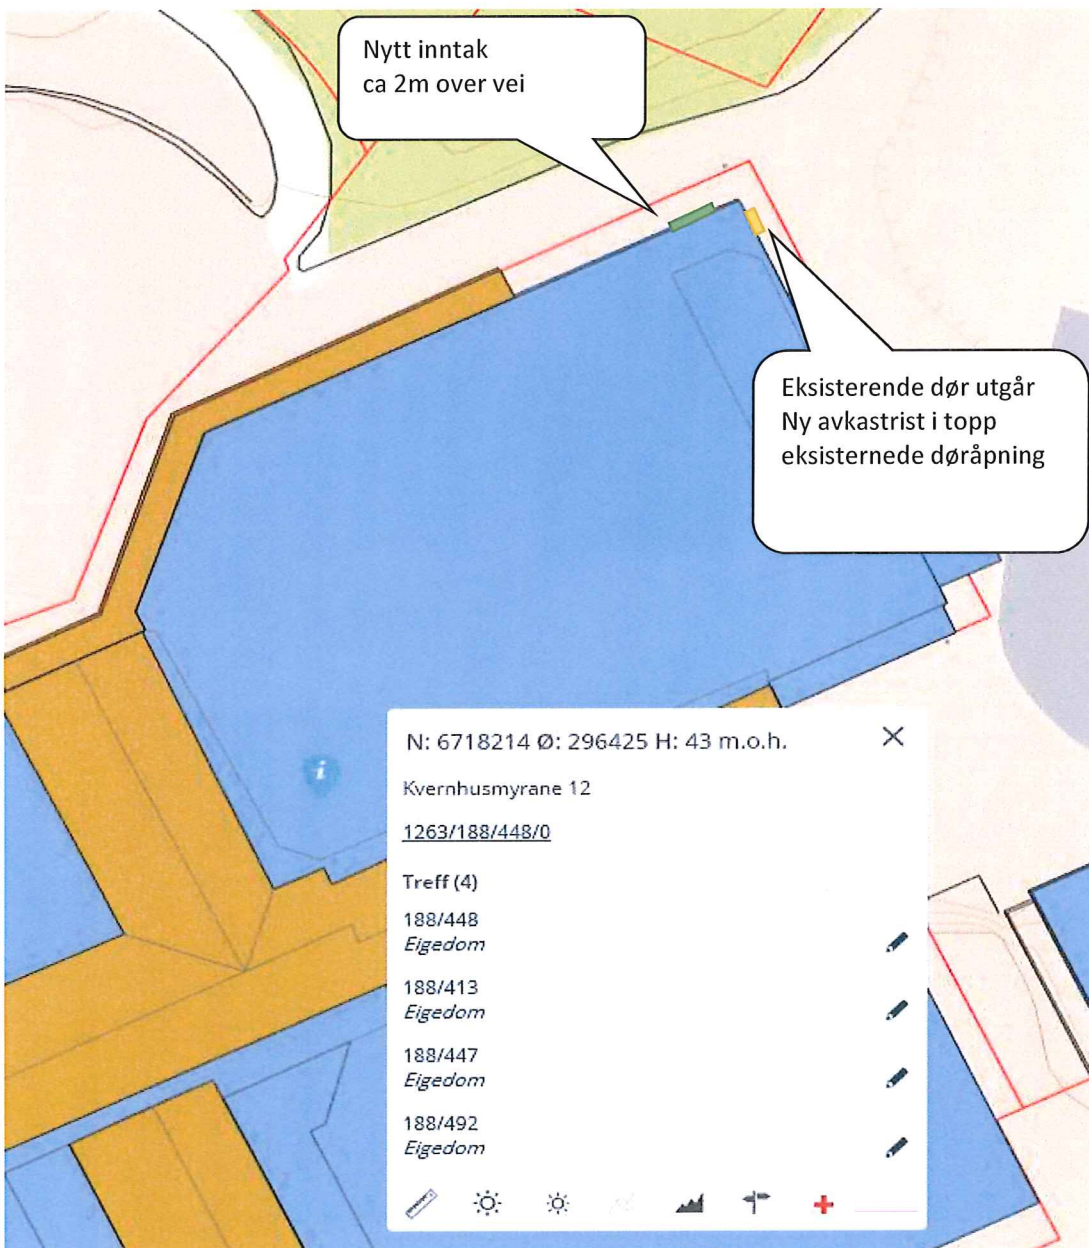 Nytt inntak
ca 2m over vei
Eksisterende dør utgår
Ny avkastrist i topp
eksisternede døråpning
N: 6718214 Ø: 296425 H: 43 m.o.h.
Kvernhusmyrane 12
1263/188/448/0
Treff (4)
188/448
Eigedom
188/413
Eigedom
188/447
Eigedom
188/492
Eigedom